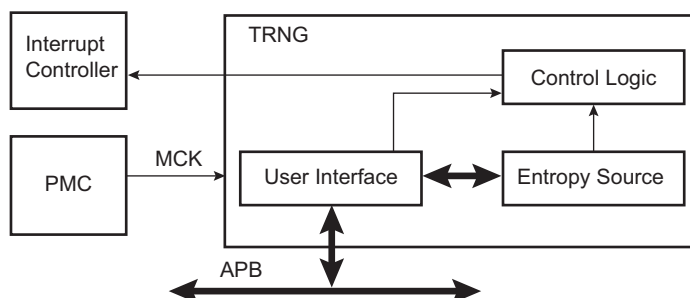 Interrupt
Controller
TRNG
Control Logic
PMC
MCK
User Interface
Entropy Source
APB